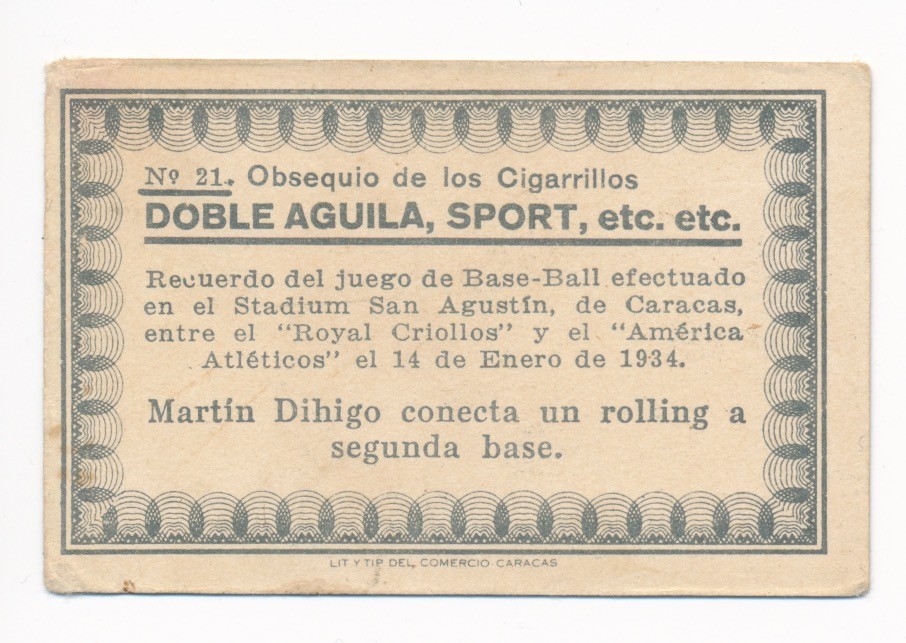 Nº 21. Obsequio de los Cigarrillos
DOBLE AGUILA, SPORT, etc. etc.
Recuerdo del juego de Base-Ball efectuado
en el Stadium San Agustín, de Caracas,
entre el "Royal Criollos" y el "América
Atléticos" el 14 de Enero de 1934.
Martín Dihigo conecta un rolling a
segunda base.
LIT Y TIP DEL COMERCIO CARACAS